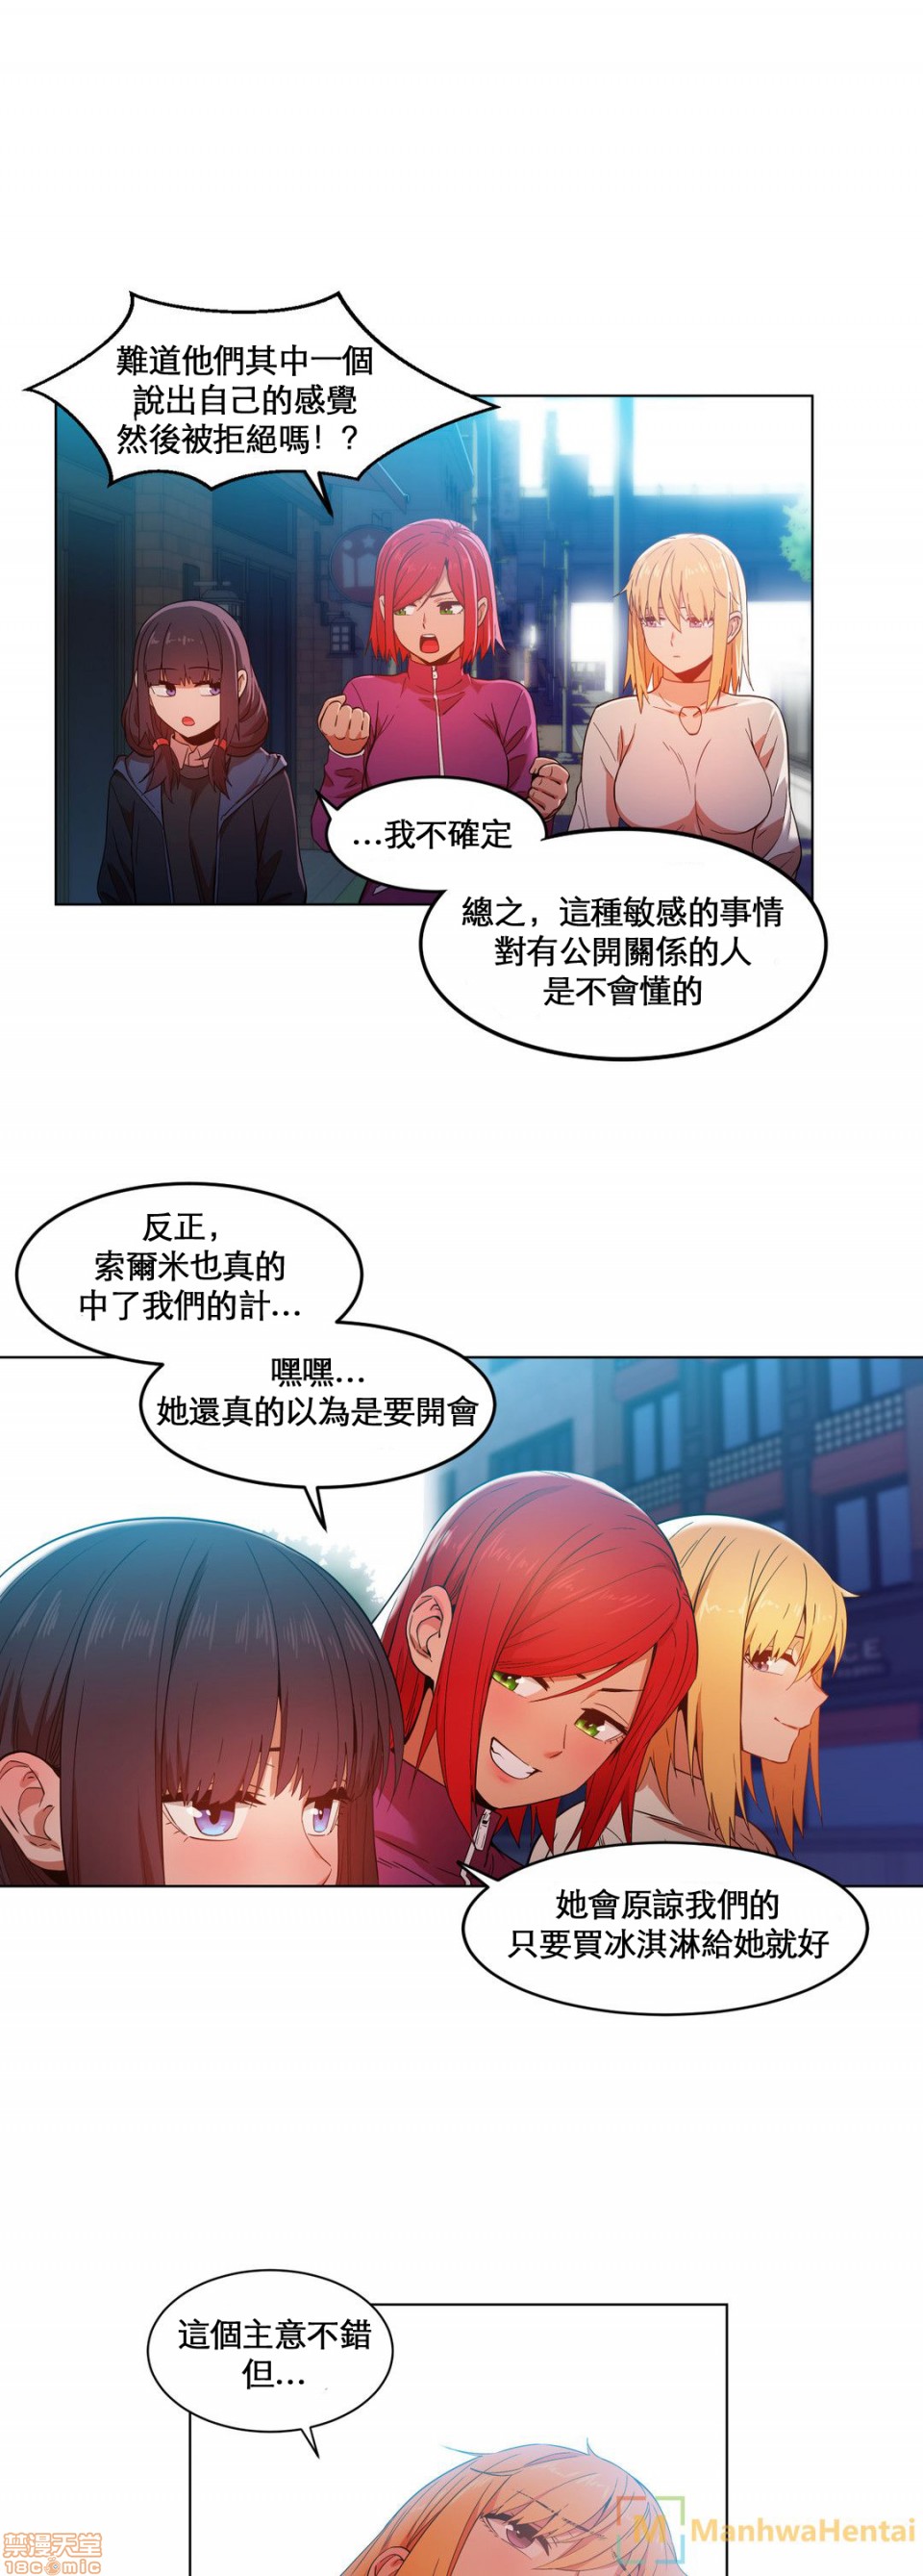 難道他們其中一個
說出自己的感覺
然後被拒絕嗎!?
...我不確定
總之，這種敏感的事情
對有公開關係的人
是不會懂的
反正，
索爾米也真的
中了我們的計...
嘿嘿...
她還真的以為是要開會
她會原諒我們的
只要買冰淇淋給她就好
這個主意不錯
但...
M ManhwaHentai
禁漫天堂
18comic